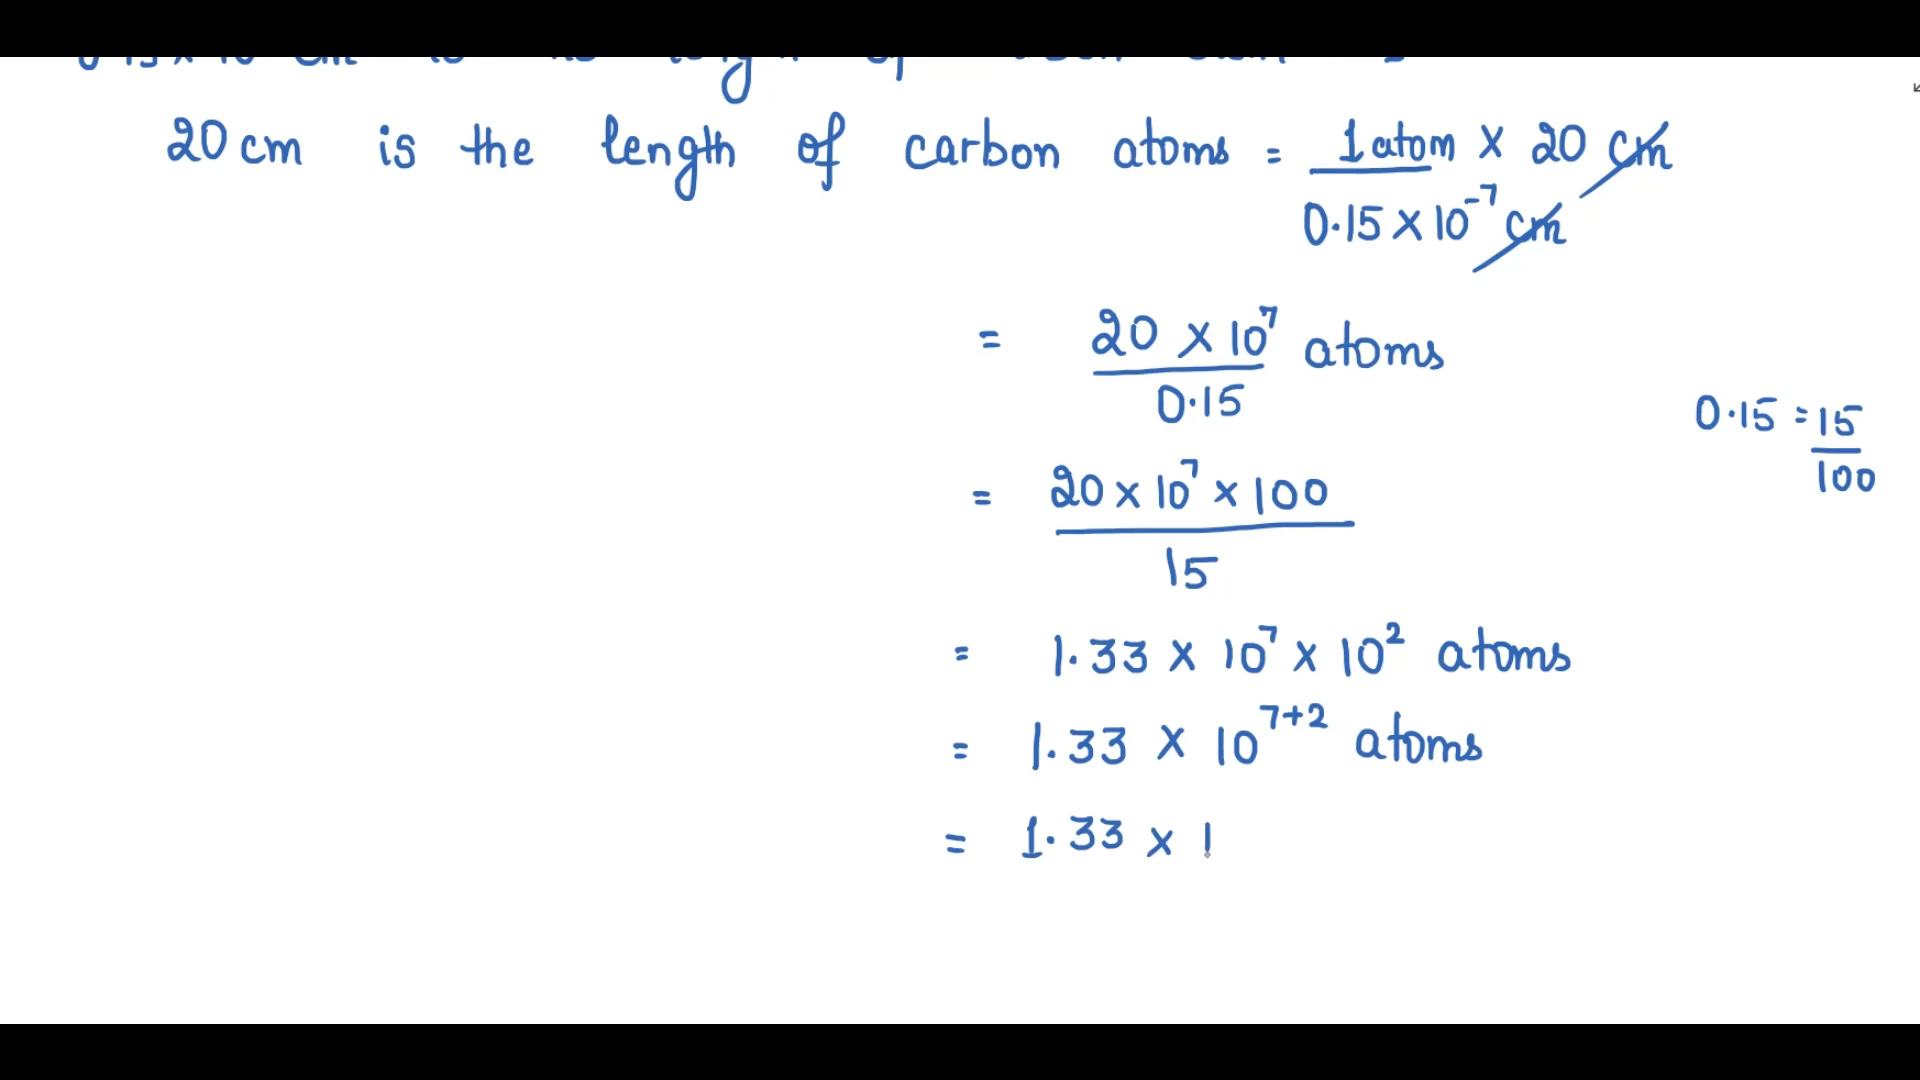 20 cm is the length of carbon atoms = 1 atom × 20 cm
0.15 × 10⁻⁷ cm
= 20 × 10⁷ atoms
0.15
0.15 = 15
100
= 20 × 10⁷ × 100
15
= 1.33 × 10⁷ × 10² atoms
= 1.33 × 10⁷⁺² atoms
= 1.33 × 1